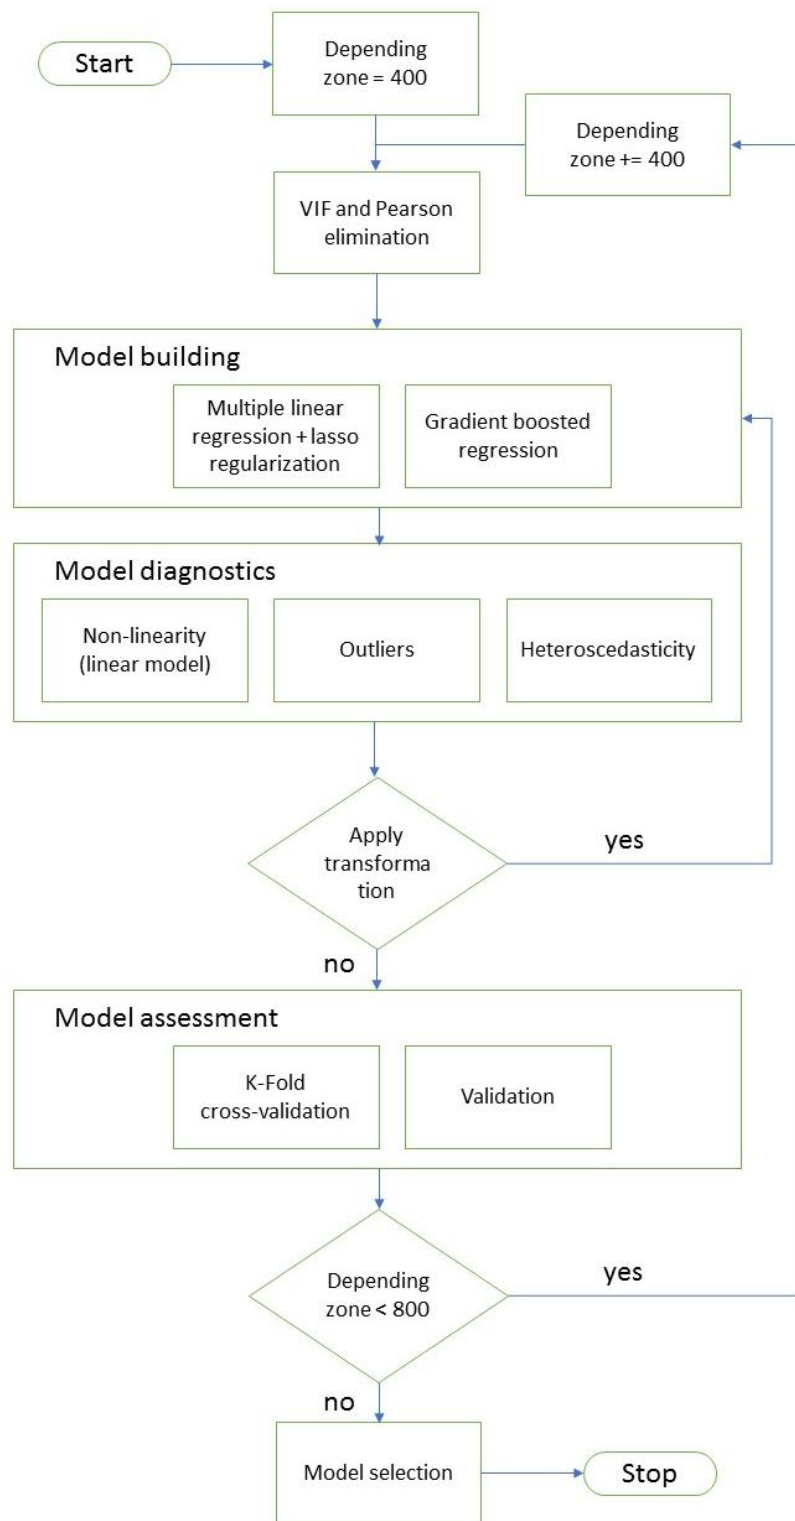 Start
Depending
zone = 400
Depending
zone += 400
VIF and Pearson
elimination
Model building
Multiple linear
regression + lasso
regularization
Gradient boosted
regression
Model diagnostics
Non-linearity
(linear model)
Outliers
Heteroscedasticity
Apply
transforma
tion
yes
no
Model assessment
K-Fold
cross-validation
Validation
Depending
zone < 800
yes
no
Model selection
Stop